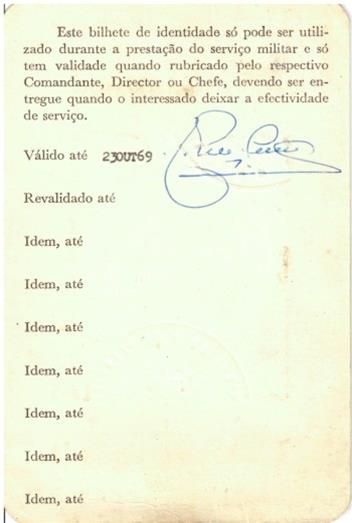 Este bilhete de identidade só pode ser utili-
zado durante a prestação do serviço militar e só
tem validade quando rubricado pelo respectivo
Comandante, Director ou Chefe, devendo ser en-
tregue quando o interessado deixar a efectividade
de serviço.
Válido até 23OUT69
Revalidado até
Idem, até
Idem, até
Idem, até
Idem, até
Idem, até
Idem, até
Idem, até